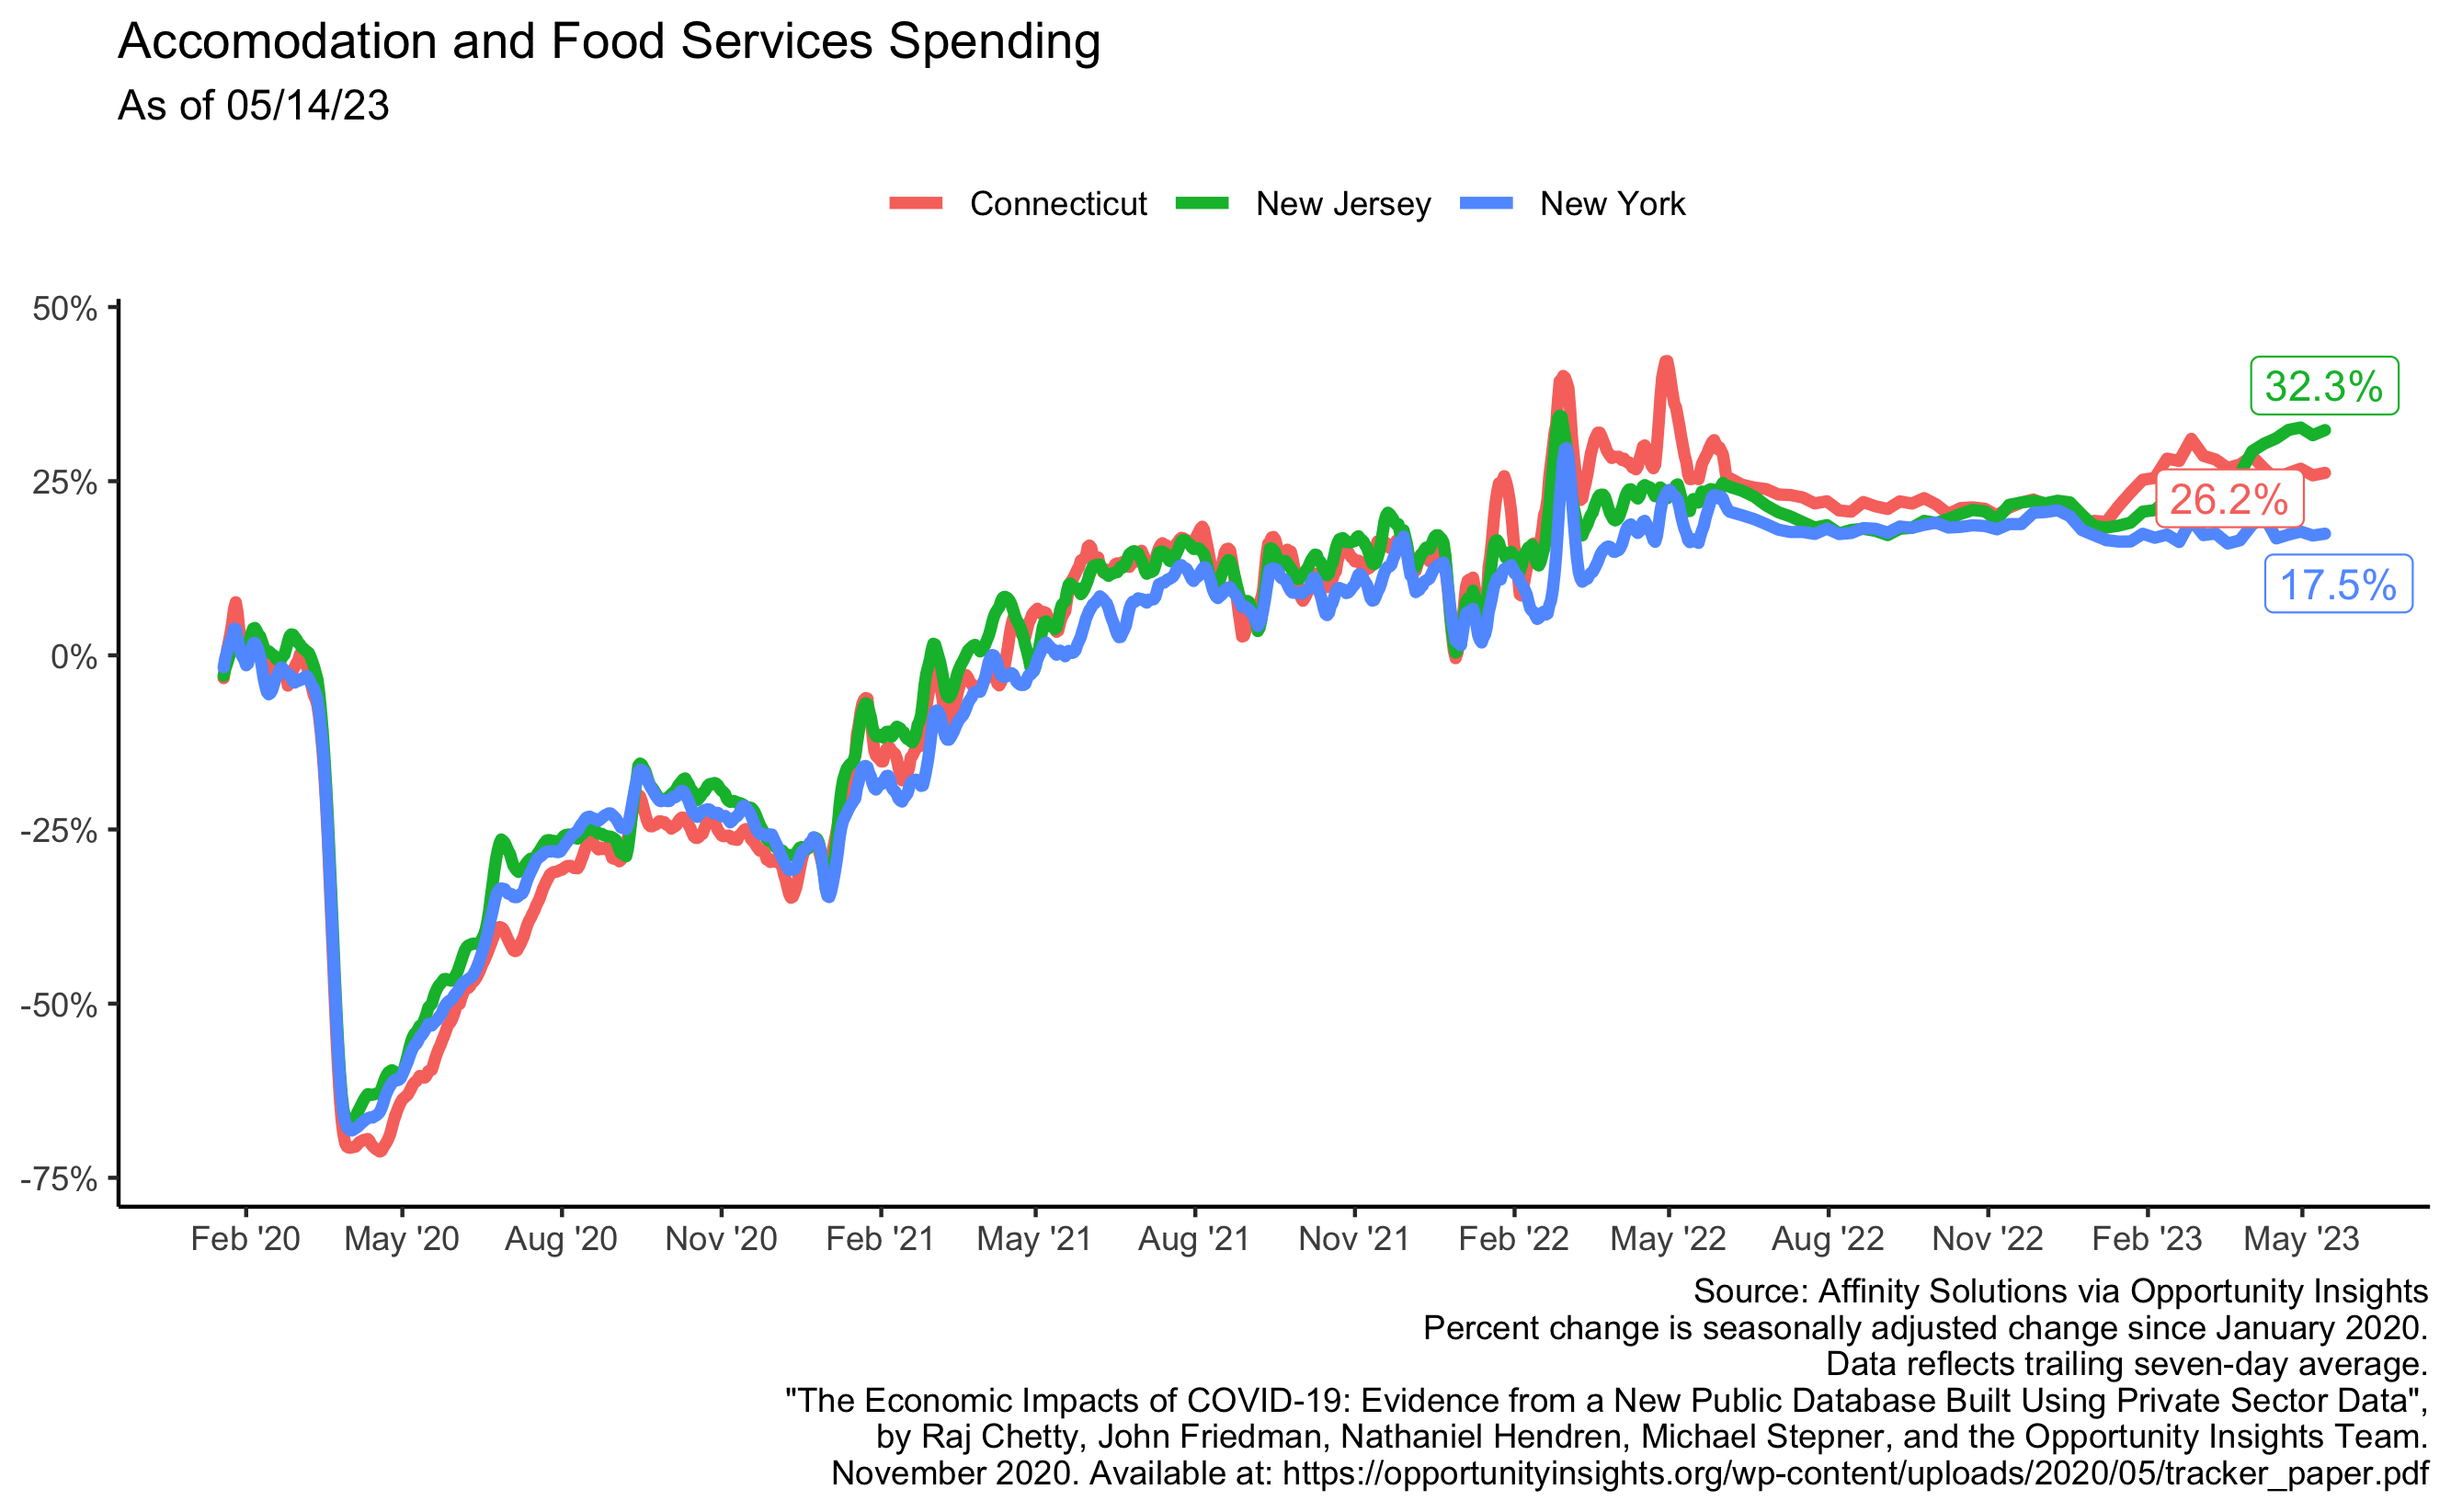 Accomodation and Food Services Spending
As of 05/14/23
Connecticut New Jersey New York
50%
25%
0%
-25%
-50%
-75%
32.3%
26.2%
17.5%
Feb '20 May '20 Aug '20 Nov '20 Feb '21 May '21 Aug '21 Nov '21 Feb '22 May '22 Aug '22 Nov '22 Feb '23 May '23
Source: Affinity Solutions via Opportunity Insights
Percent change is seasonally adjusted change since January 2020.
Data reflects trailing seven-day average.
"The Economic Impacts of COVID-19: Evidence from a New Public Database Built Using Private Sector Data",
by Raj Chetty, John Friedman, Nathaniel Hendren, Michael Stepner, and the Opportunity Insights Team.
November 2020. Available at: https://opportunityinsights.org/wp-content/uploads/2020/05/tracker_paper.pdf